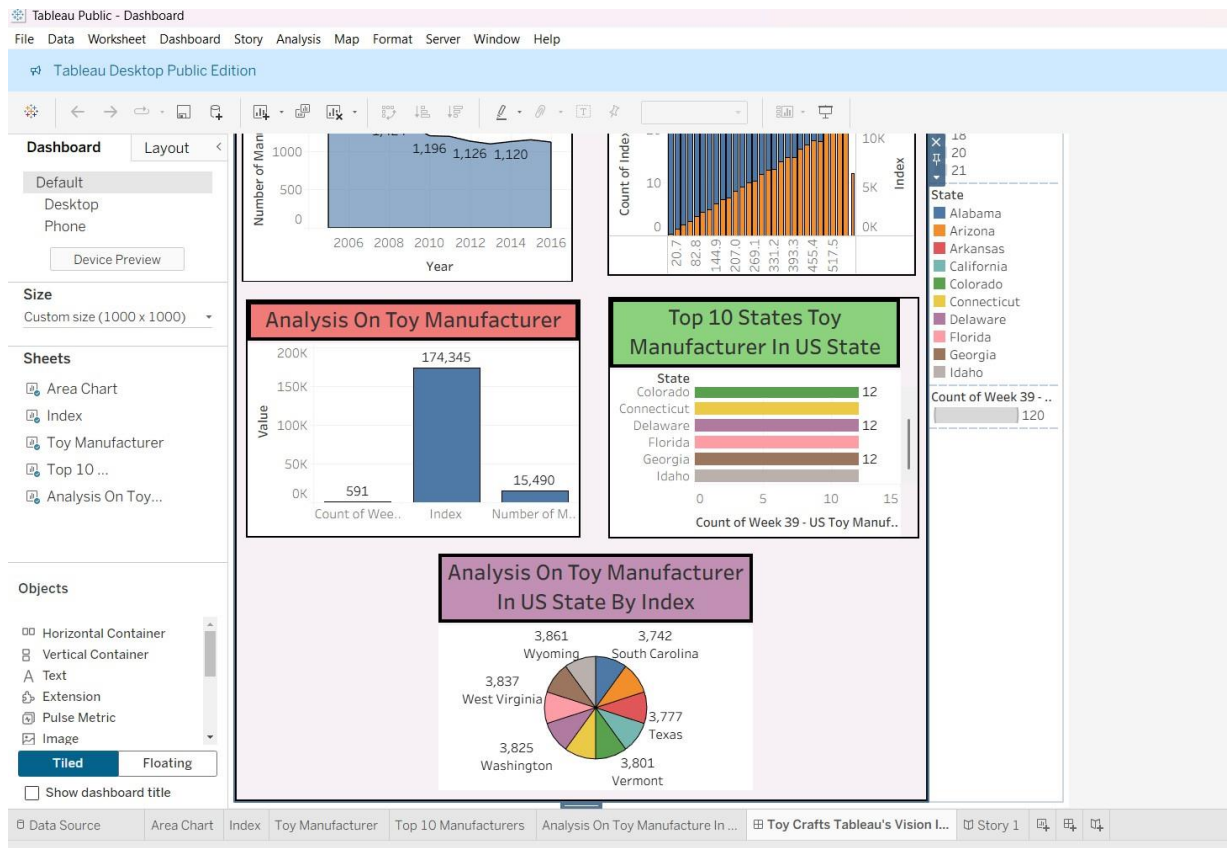 Tableau Public - Dashboard
File Data Worksheet Dashboard Story Analysis Map Format Server Window Help
Tableau Desktop Public Edition
Dashboard Layout
Default
Desktop
Phone
Device Preview
Size
Custom size (1000 x 1000)
Sheets
Area Chart
Index
Toy Manufacturer
Top 10 ...
Analysis On Toy...
Objects
Horizontal Container
Vertical Container
Text
Extension
Pulse Metric
Image
Tiled Floating
Show dashboard title
Number of Man
1000
500
0
1,196 1,126 1,120
2006 2008 2010 2012 2014 2016
Year
Count of Index
10
0
10K
5K
0K
Index
20.7 82.8 144.9 207.0 269.1 331.2 393.3 455.4 517.5
Analysis On Toy Manufacturer
Value
200K
150K
100K
50K
0K
591 174,345 15,490
Count of Wee.. Index Number of M..
Top 10 States Toy
Manufacturer In US State
State
Colorado 12
Connecticut
Delaware 12
Florida
Georgia 12
Idaho
0 5 10 15
Count of Week 39 - US Toy Manuf..
Analysis On Toy Manufacturer
In US State By Index
3,861 3,742
Wyoming South Carolina
3,837
West Virginia
3,777
Texas
3,825
Washington
3,801
Vermont
18
20
21
State
Alabama
Arizona
Arkansas
California
Colorado
Connecticut
Delaware
Florida
Georgia
Idaho
Count of Week 39 - ..
120
Data Source Area Chart Index Toy Manufacturer Top 10 Manufacturers Analysis On Toy Manufacture In ... Toy Crafts Tableau's Vision I... Story 1